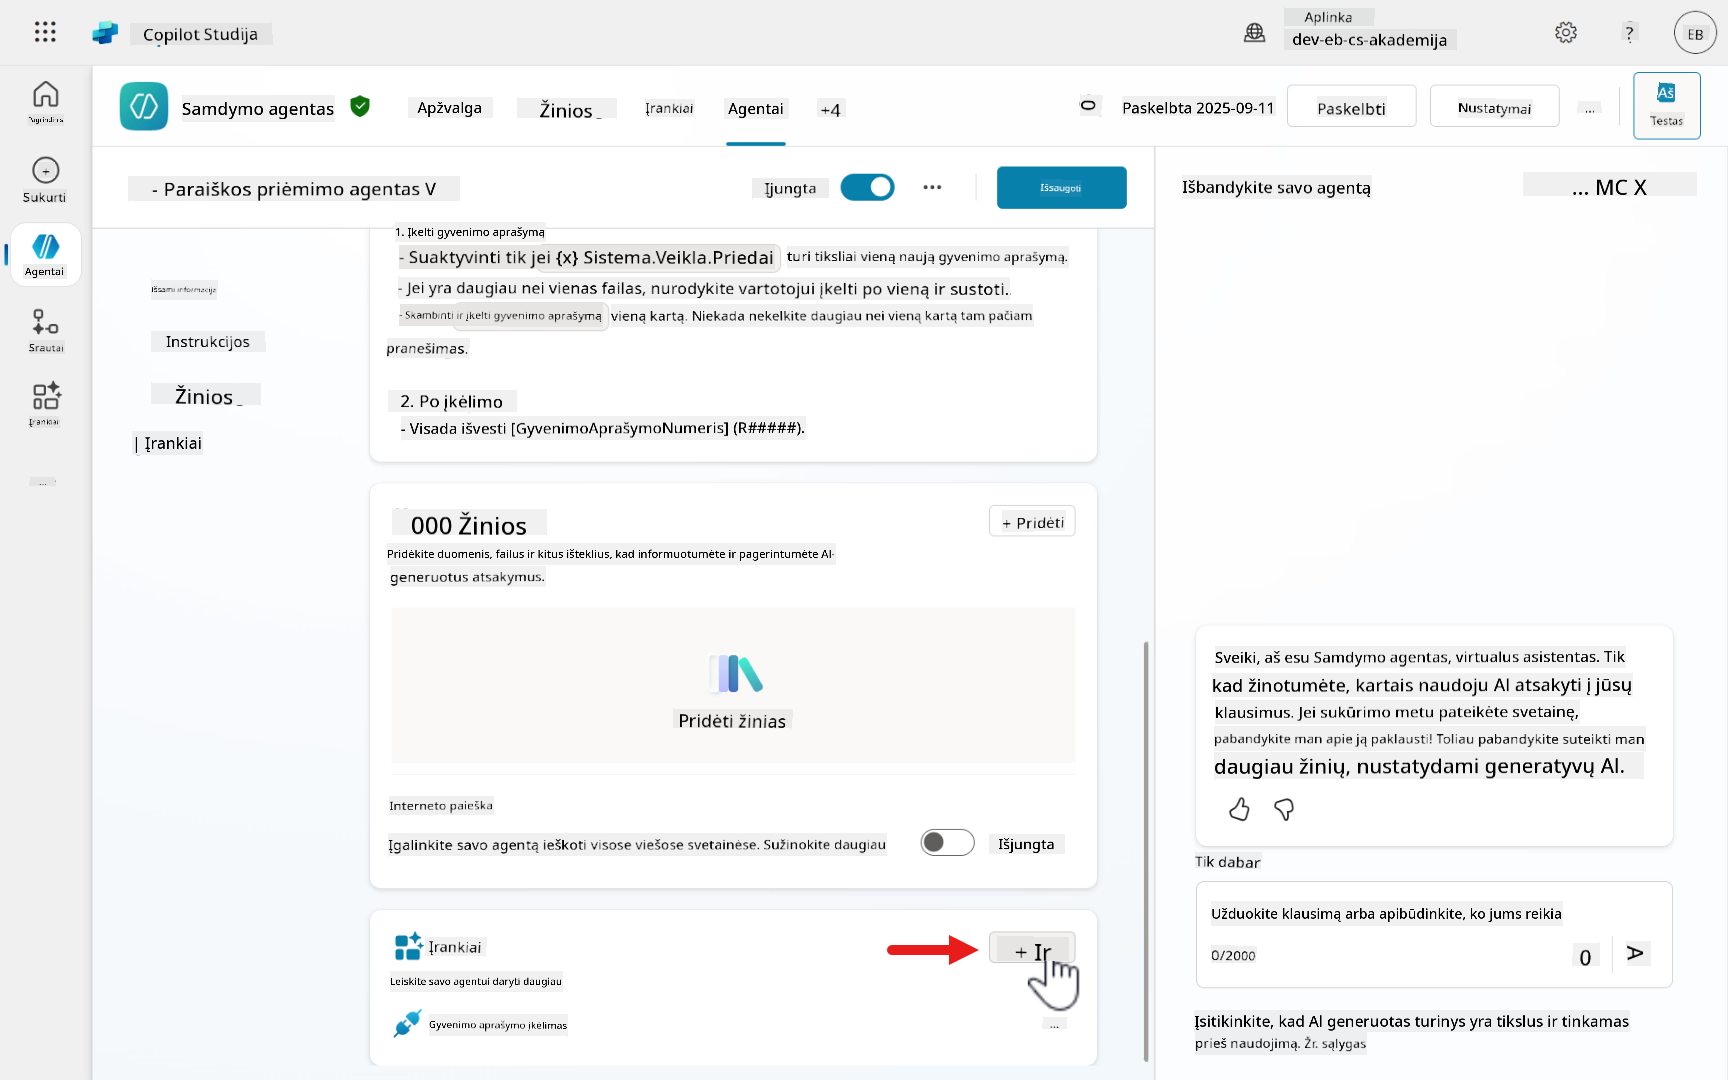 Copilot Studija
Aplinka
dev-eb-cs-akademija
?
EB
Pagrindinis
Sukurti
Agentai
Srautai
Įrankiai
...
Samdymo agentas
Apžvalga
Žinios
Įrankiai
Agentai
+4
Paskelbta 2025-09-11
Paskelbti
Nustatymai
...
Aš
Testas
- Paraiškos priėmimo agentas V
Įjungta
...
Išsaugoti
Išsami informacija
Instrukcijos
Žinios
| Įrankiai
1. Įkelti gyvenimo aprašymą
- Suaktyvinti tik jei {x} Sistema.Veikla.Priedai turi tiksliai vieną naują gyvenimo aprašymą.
- Jei yra daugiau nei vienas failas, nurodykite vartotojui įkelti po vieną ir sustoti..
- Skambinti ir įkelti gyvenimo aprašymą vieną kartą. Niekada nekelkite daugiau nei vieną kartą tam pačiam
pranešimas.
2. Po įkėlimo
- Visada išvesti [GyvenimoAprašymoNumeris] (R#####).
000 Žinios
+ Pridėti
Pridėkite duomenis, failus ir kitus išteklius, kad informuotumėte ir pagerintumėte AI-
generuotus atsakymus.
Pridėti žinias
Interneto paieška
Įgalinkite savo agentą ieškoti visose viešose svetainėse. Sužinokite daugiau
Išjungta
Įrankiai
+ Ir
Leiskite savo agentui daryti daugiau
Gyvenimo aprašymo įkėlimas
...
Išbandykite savo agentą
... MC X
Sveiki, aš esu Samdymo agentas, virtualus asistentas. Tik
kad žinotumėte, kartais naudoju AI atsakyti į jūsų
klausimus. Jei sukūrimo metu pateikėte svetainę,
pabandykite man apie ją paklausti! Toliau pabandykite suteikti man
daugiau žinių, nustatydami generatyvų AI.
Tik dabar
Užduokite klausimą arba apibūdinkite, ko jums reikia
0/2000
0
Įsitikinkite, kad AI generuotas turinys yra tikslus ir tinkamas
prieš naudojimą. Žr. sąlygas